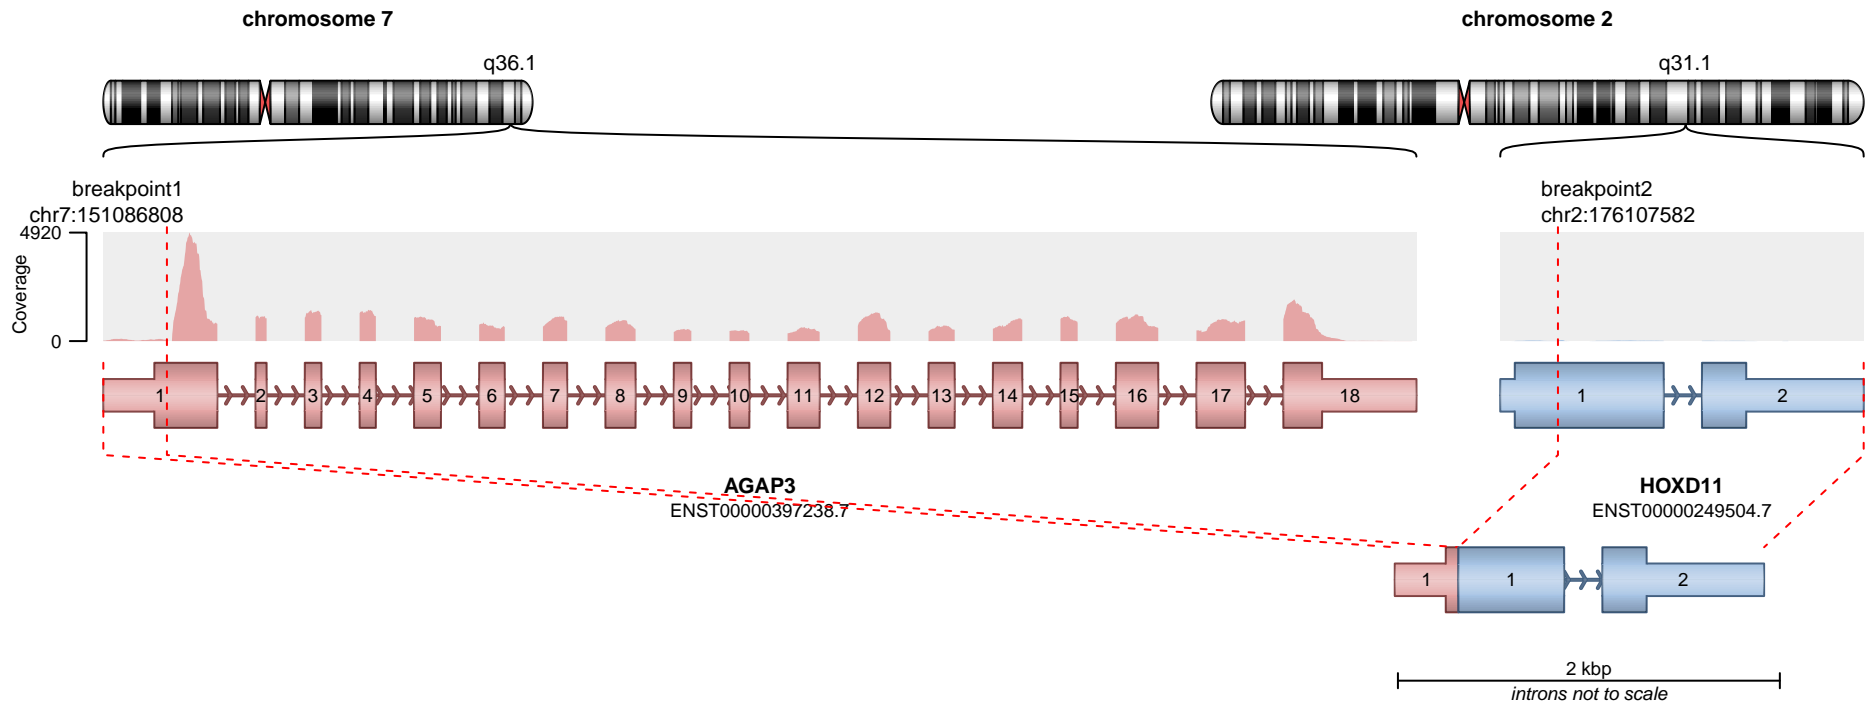 chromosome 7
chromosome 2
q36.1
q31.1
breakpoint1
chr7:151086808
breakpoint2
chr2:176107582
4920
0
Coverage
1 2 3 4 5 6 7 8 9 10 11 12 13 14 15 16 17 18
1 2
AGAP3
ENST00000397238.7
HOXD11
ENST00000249504.7
1 1 2
2 kbp
introns not to scale